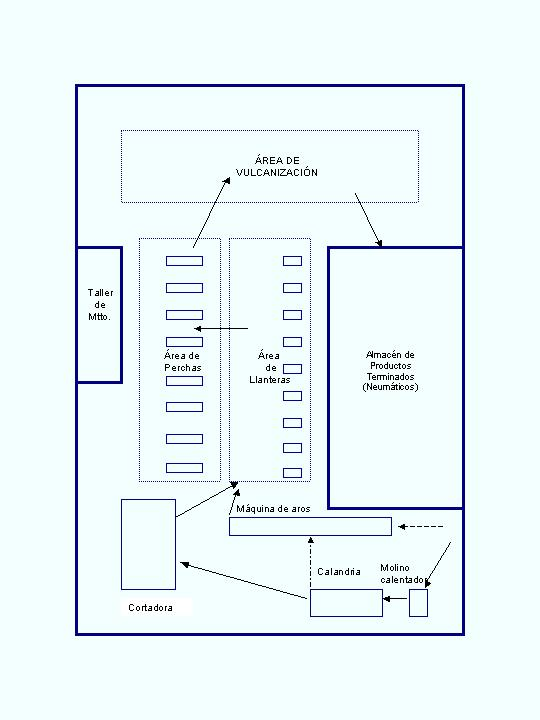 ÁREA DE
VULCANIZACIÓN
Taller
de
Mtto.
Área de
Perchas
Área
de
Llanteras
Almacén de
Productos
Terminados
(Neumáticos)
Máquina de aros
Calandria
Molino
calentador
Cortadora